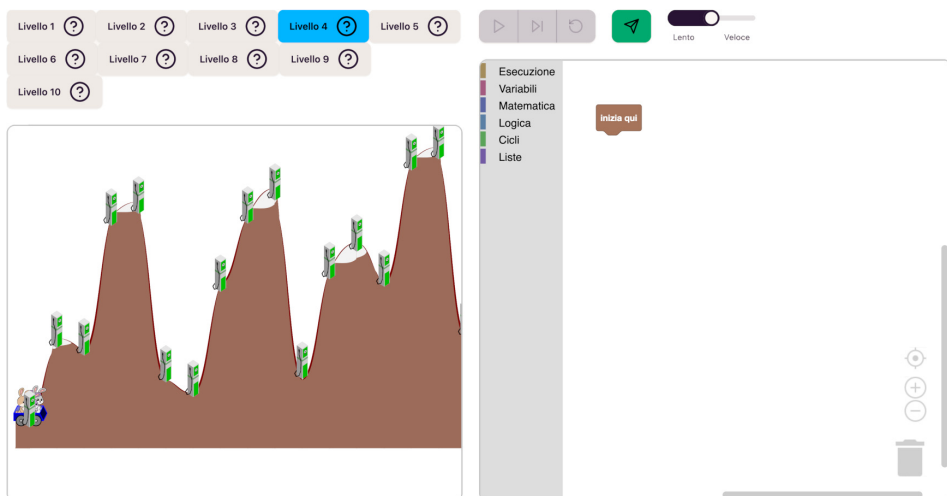 Livello 1
Livello 2
Livello 3
Livello 4
Livello 5
Livello 6
Livello 7
Livello 8
Livello 9
Livello 10
Lento
Veloce
Esecuzione
Variabili
Matematica
Logica
Cicli
Liste
inizia qui